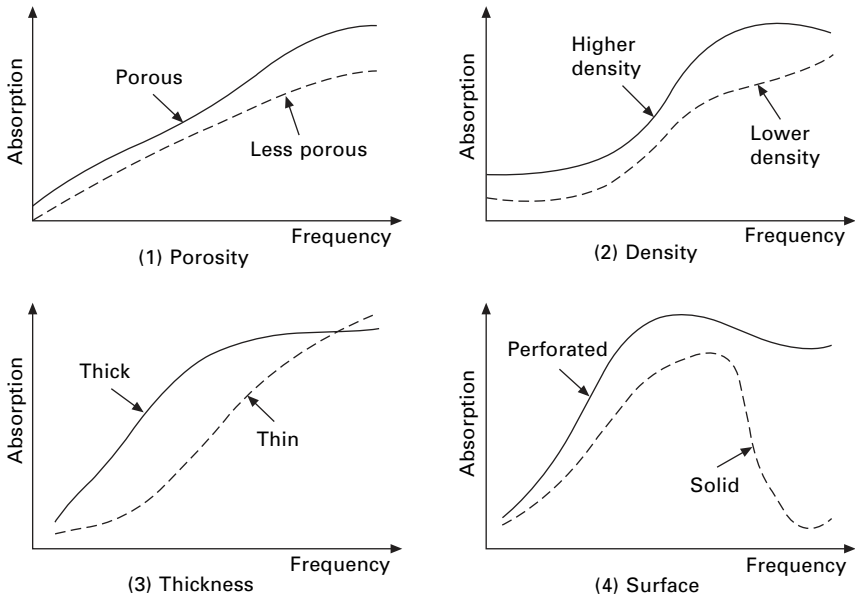 Absorption
Porous
Less porous
Frequency
(1) Porosity
Absorption
Higher
density
Lower
density
Frequency
(2) Density
Absorption
Thick
Thin
Frequency
(3) Thickness
Absorption
Perforated
Solid
Frequency
(4) Surface